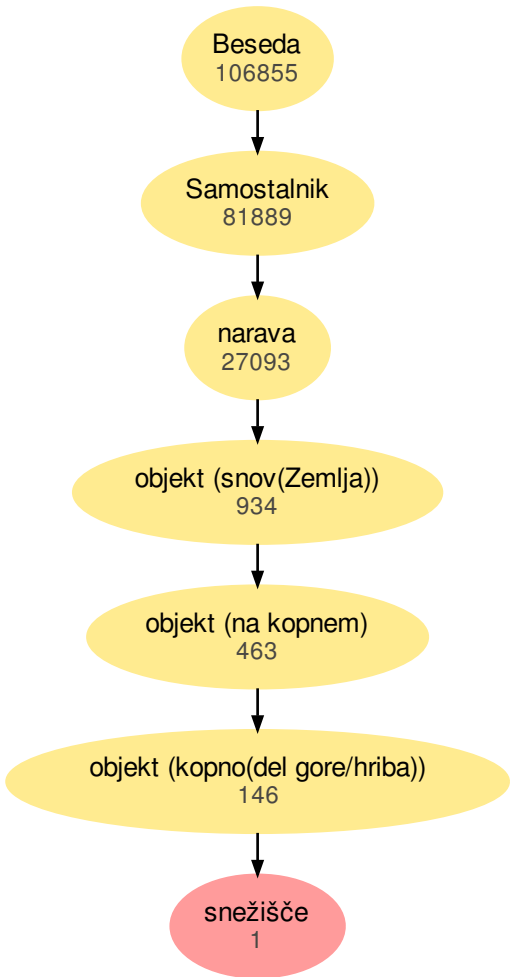 Beseda
106855
Samostalnik
81889
narava
27093
objekt (snov(Zemlja))
934
objekt (na kopnem)
463
objekt (kopno(del gore/hriba))
146
snežišče
1